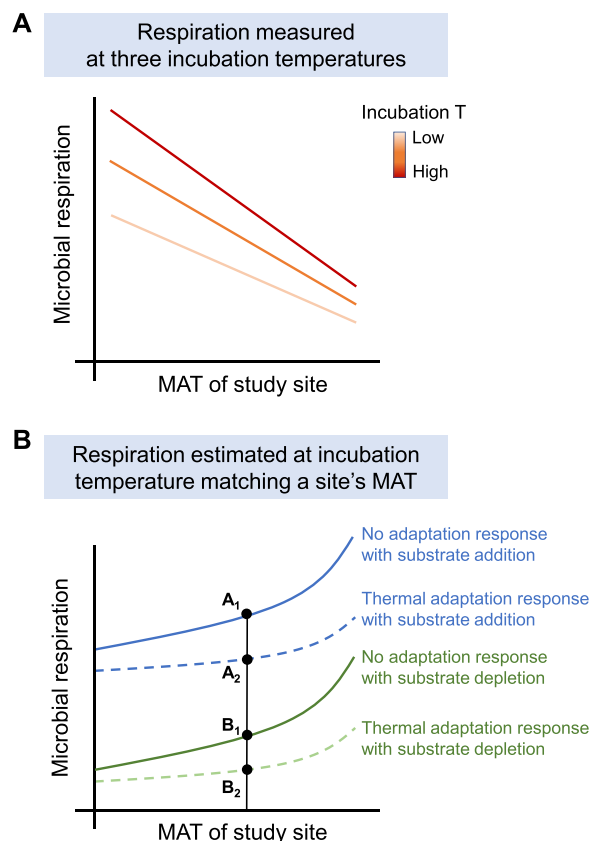 A
Respiration measured
at three incubation temperatures
Incubation T
Low
High
Microbial respiration
MAT of study site
B
Respiration estimated at incubation
temperature matching a site's MAT
No adaptation response
with substrate addition
Thermal adaptation response
with substrate addition
No adaptation response
with substrate depletion
Thermal adaptation response
with substrate depletion
A₁
A₂
B₁
B₂
Microbial respiration
MAT of study site